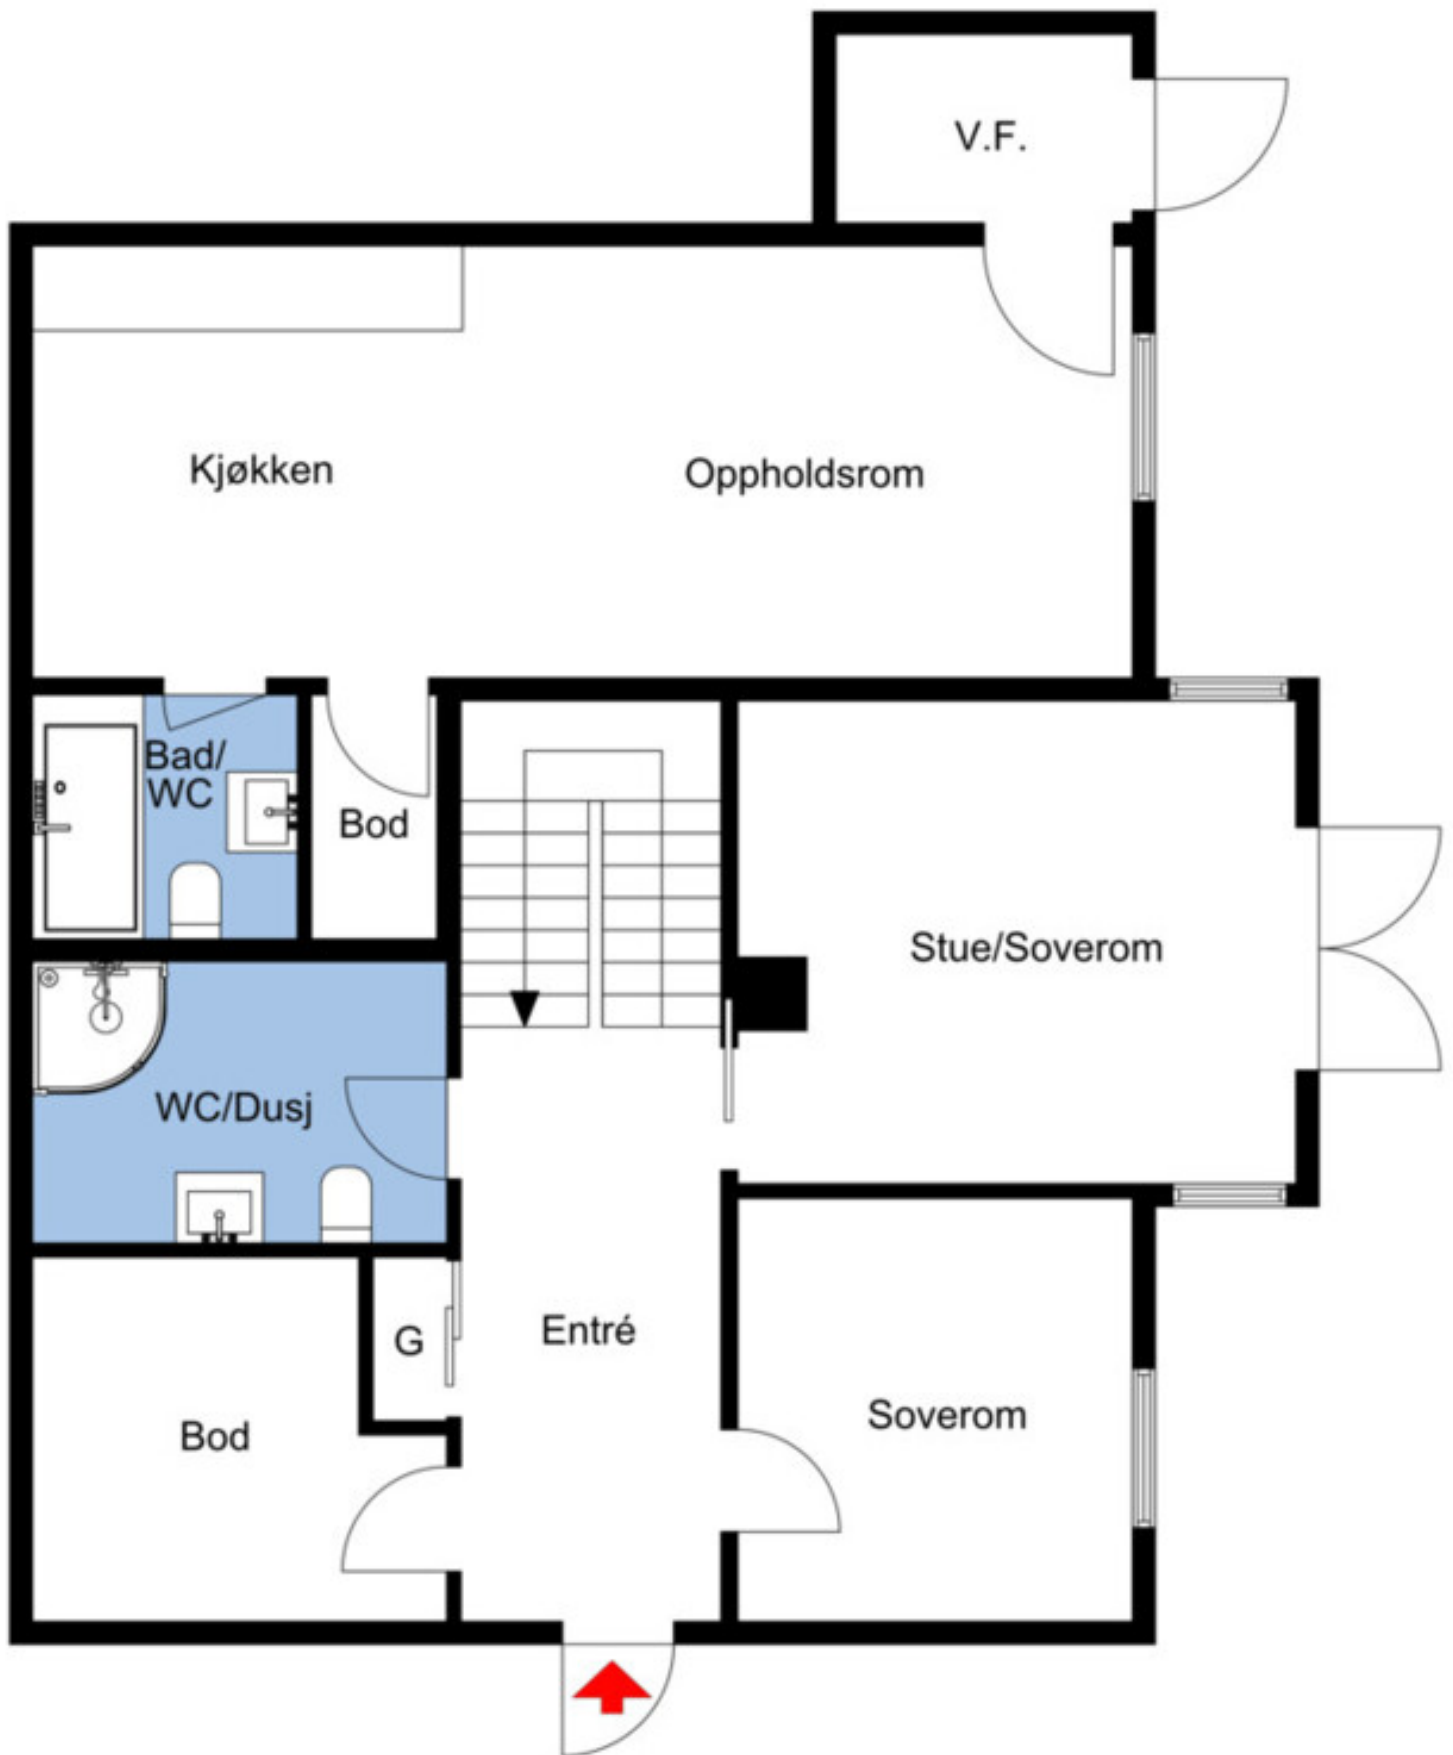 V.F.
Kjøkken
Oppholdsrom
Bad/
WC
Bod
Stue/Soverom
WC/Dusj
G
Entré
Bod
Soverom